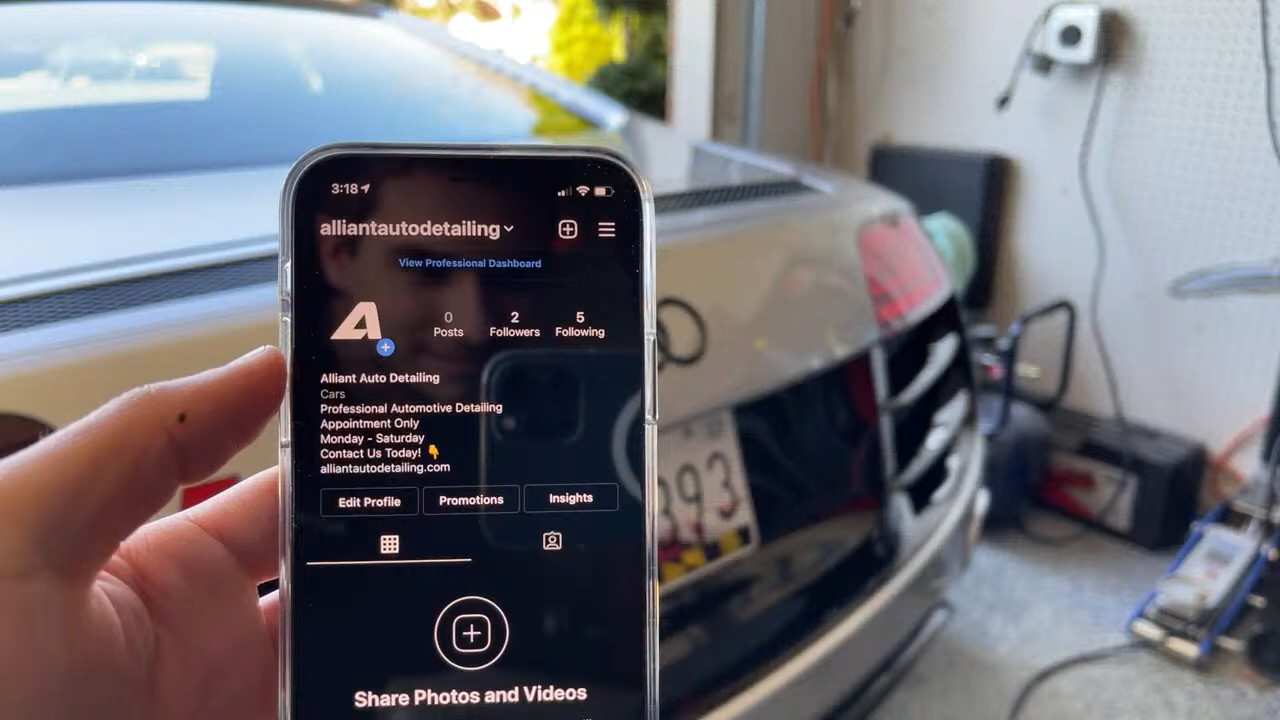 3:18
alliantautodetailing
View Professional Dashboard
0 2 5
Posts Followers Following
Alliant Auto Detailing
Cars
Professional Automotive Detailing
Appointment Only
Monday - Saturday
Contact Us Today! 👇
alliantautodetailing.com
Edit Profile Promotions Insights
Share Photos and Videos
393